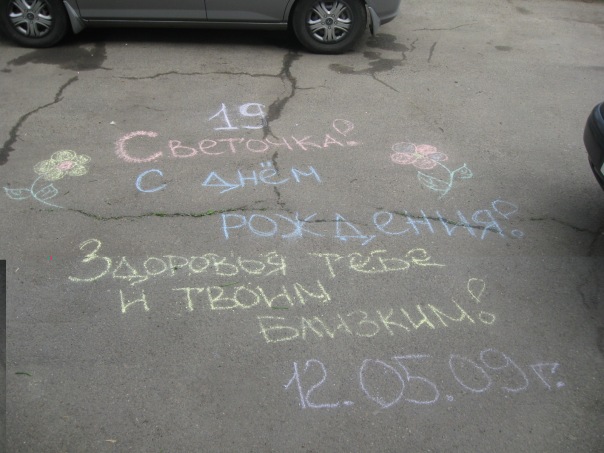 19
Светочка!
с днём
рождения!
Здоровья тебе
и твоим
близким!
12.05.09г.